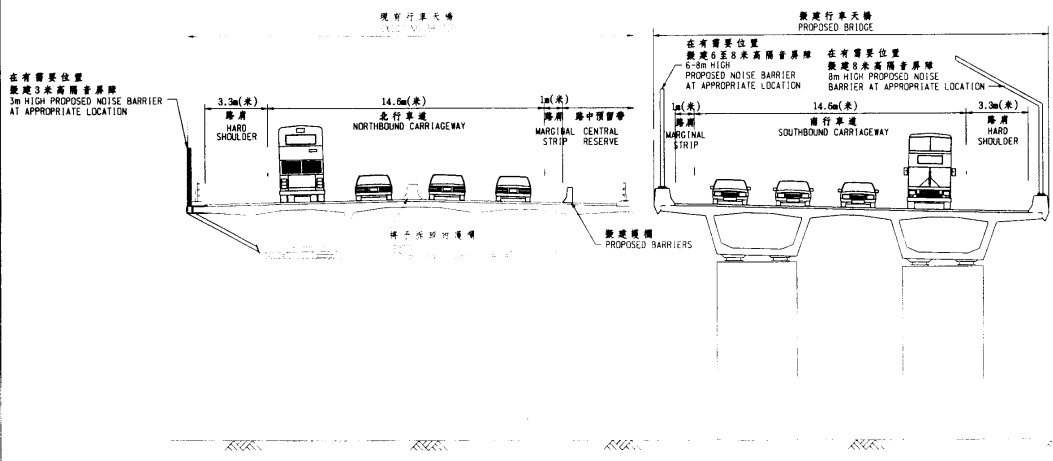 現有行車天橋
擬建行車天橋
PROPOSED BRIDGE
在有需要位置
擬建3米高隔音屏障
3m HIGH PROPOSED NOISE BARRIER
AT APPROPRIATE LOCATION
3.3m(米)
路肩
HARD
SHOULDER
14.6m(米)
北行車道
NORTHBOUND CARRIAGEWAY
1m(米)
路廊
MARGINAL
STRIP
路中預留帶
CENTRAL
RESERVE
在有需要位置
擬建6至8米高隔音屏障
6-8m HIGH
PROPOSED NOISE BARRIER
AT APPROPRIATE LOCATION
在有需要位置
擬建8米高隔音屏障
8m HIGH PROPOSED NOISE
BARRIER AT APPROPRIATE LOCATION
1m(米)
路廊
MARGINAL
STRIP
14.6m(米)
南行車道
SOUTHBOUND CARRIAGEWAY
3.3m(米)
路肩
HARD
SHOULDER
擬建護欄
PROPOSED BARRIERS